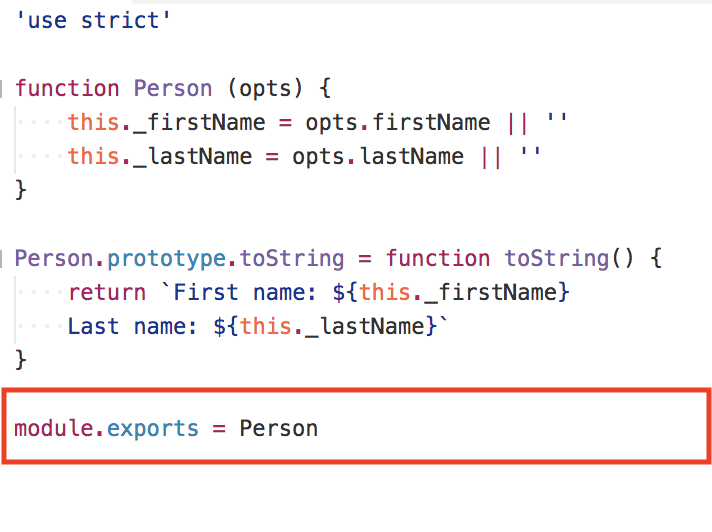 'use strict'
function Person (opts) {
this._firstName = opts.firstName || ''
this._lastName = opts.lastName || ''
}
Person.prototype.toString = function toString() {
return `First name: ${this._firstName}
Last name: ${this._lastName}`
}
module.exports = Person